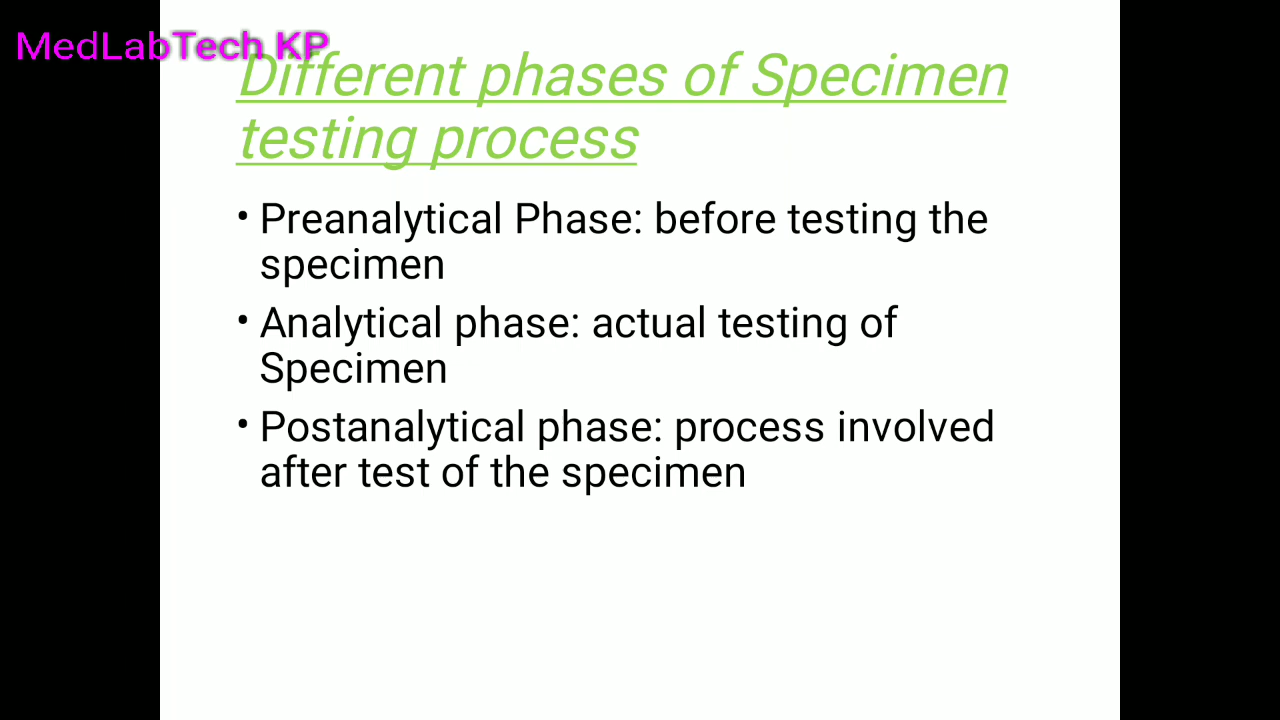 MedLabTech KP
Different phases of Specimen
testing process
• Preanalytical Phase: before testing the
specimen
• Analytical phase: actual testing of
Specimen
• Postanalytical phase: process involved
after test of the specimen